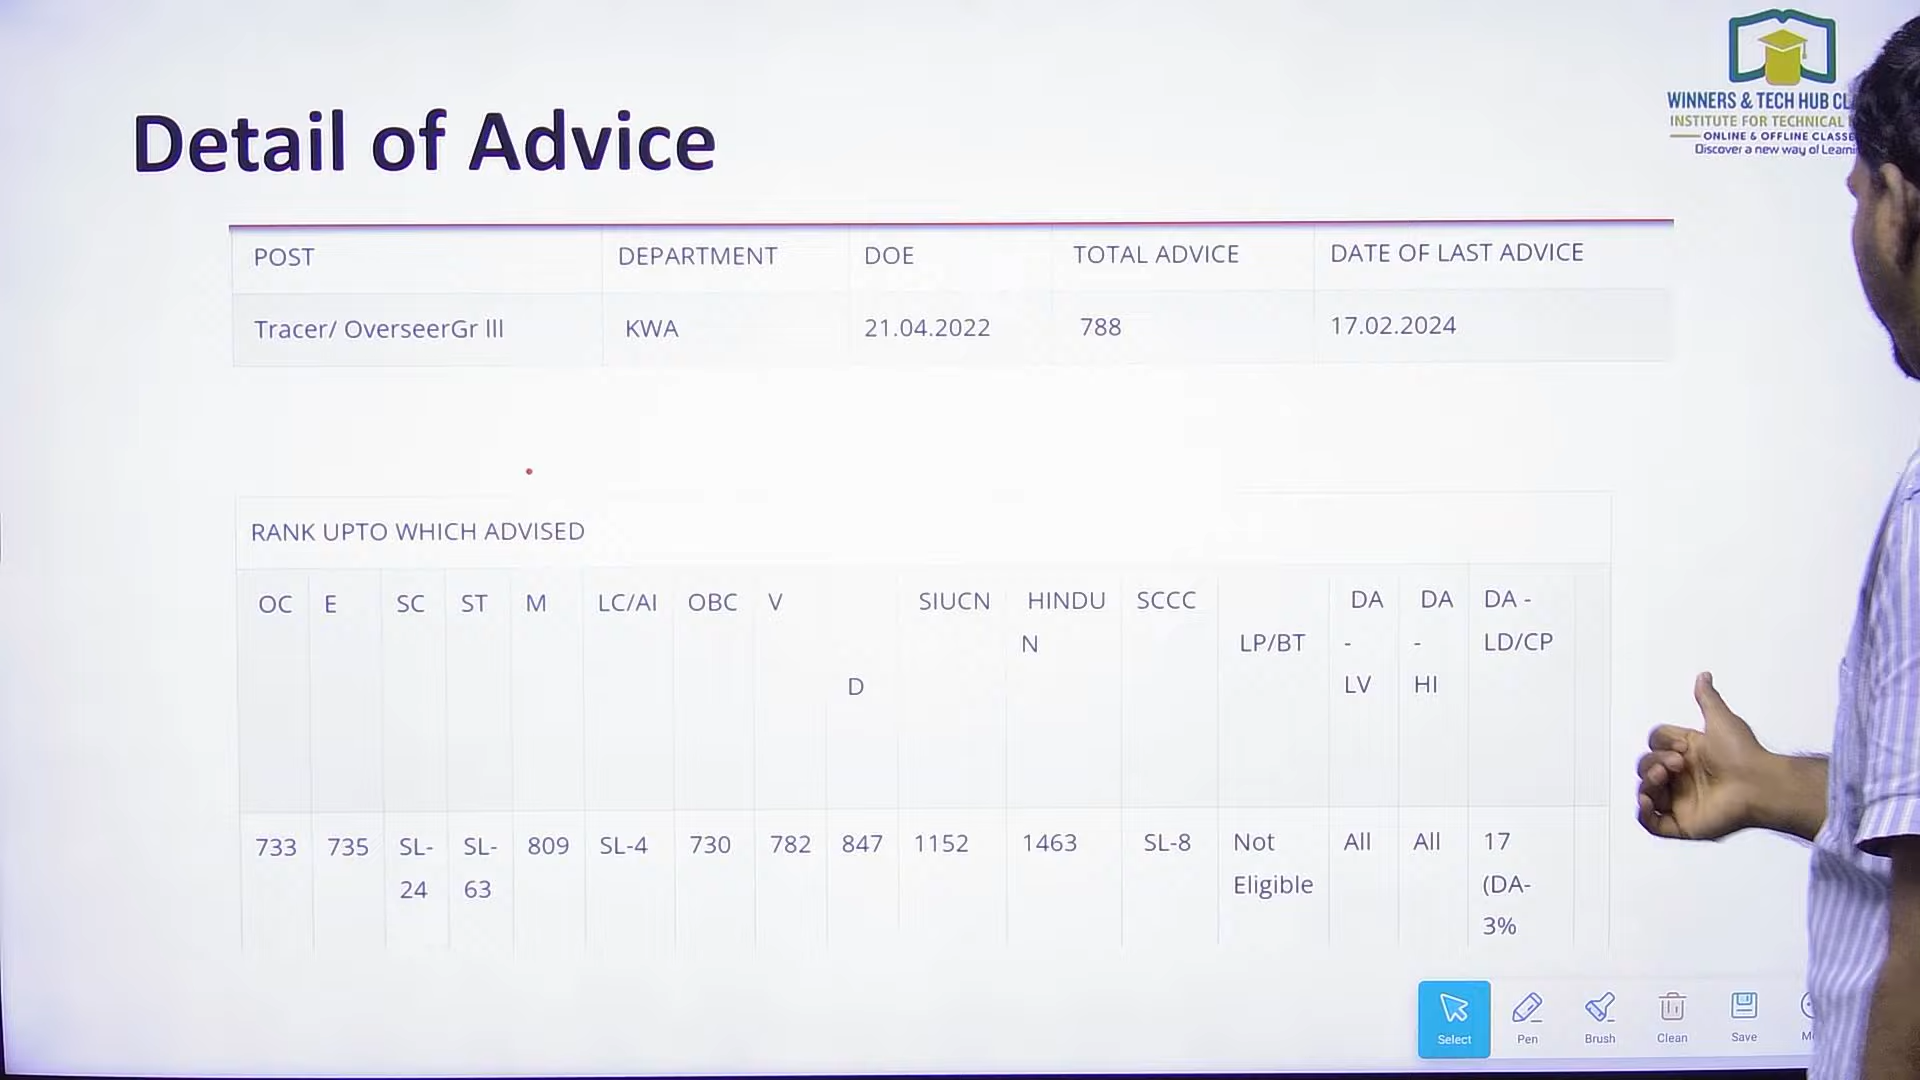 WINNERS & TECH HUB
INSTITUTE FOR TECHNICAL
ONLINE & OFFLINE
Discover a new way of
Detail of Advice
POST DEPARTMENT DOE TOTAL ADVICE DATE OF LAST ADVICE
Tracer/ OverseerGr lll KWA 21.04.2022 788 17.02.2024
RANK UPTO WHICH ADVISED
OC E SC ST M LC/AI OBC V SIUCN HINDU SCCC DA DA DA -
N LP/BT - - LD/CP
D LV HI
733 735 SL- SL- 809 SL-4 730 782 847 1152 1463 SL-8 Not All All 17
24 63 Eligible (DA-
3%
Select Pen Brush Clean Save